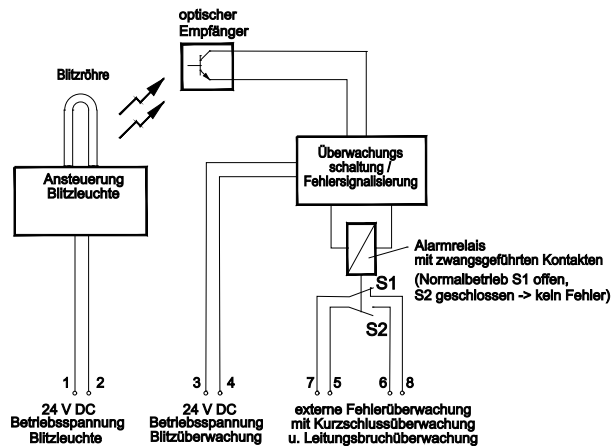 optischer
Empfänger
Blitzröhre
Ansteuerung
Blitzleuchte
Überwachungs
schaltung /
Fehlersignalisierung
Alarmrelais
mit zwangsgeführten Kontakten
(Normalbetrieb S1 offen,
S2 geschlossen -> kein Fehler)
S1
S2
1 2
3 4
7 5 6 8
24 V DC
Betriebsspannung
Blitzleuchte
24 V DC
Betriebsspannung
Blitzüberwachung
externe Fehlerüberwachung
mit Kurzschlussüberwachung
u. Leitungsbruchüberwachung